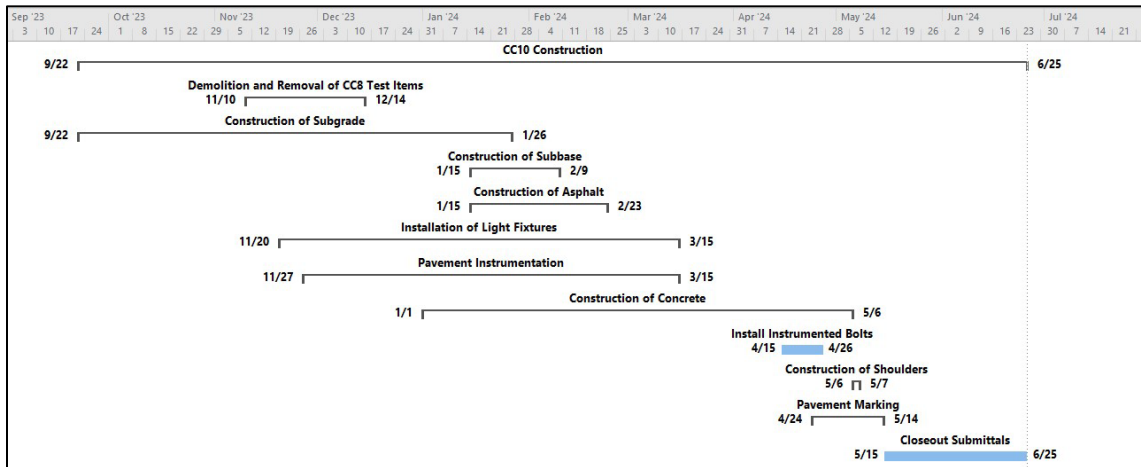 Sep '23 Oct '23 Nov '23 Dec '23 Jan '24 Feb '24 Mar '24 Apr '24 May '24 Jun '24 Jul '24
3 10 17 24 1 8 15 22 29 5 12 19 26 3 10 17 24 31 7 14 21 28 4 11 18 25 3 10 17 24 31 7 14 21 28 5 12 19 26 2 9 16 23 30 7 14 21
CC10 Construction
9/22 6/25
Demolition and Removal of CC8 Test Items
11/10 12/14
Construction of Subgrade
9/22 1/26
Construction of Subbase
1/15 2/9
Construction of Asphalt
1/15 2/23
Installation of Light Fixtures
11/20 3/15
Pavement Instrumentation
11/27 3/15
Construction of Concrete
1/1 5/6
Install Instrumented Bolts
4/15 4/26
Construction of Shoulders
5/6 5/7
Pavement Marking
4/24 5/14
Closeout Submittals
5/15 6/25